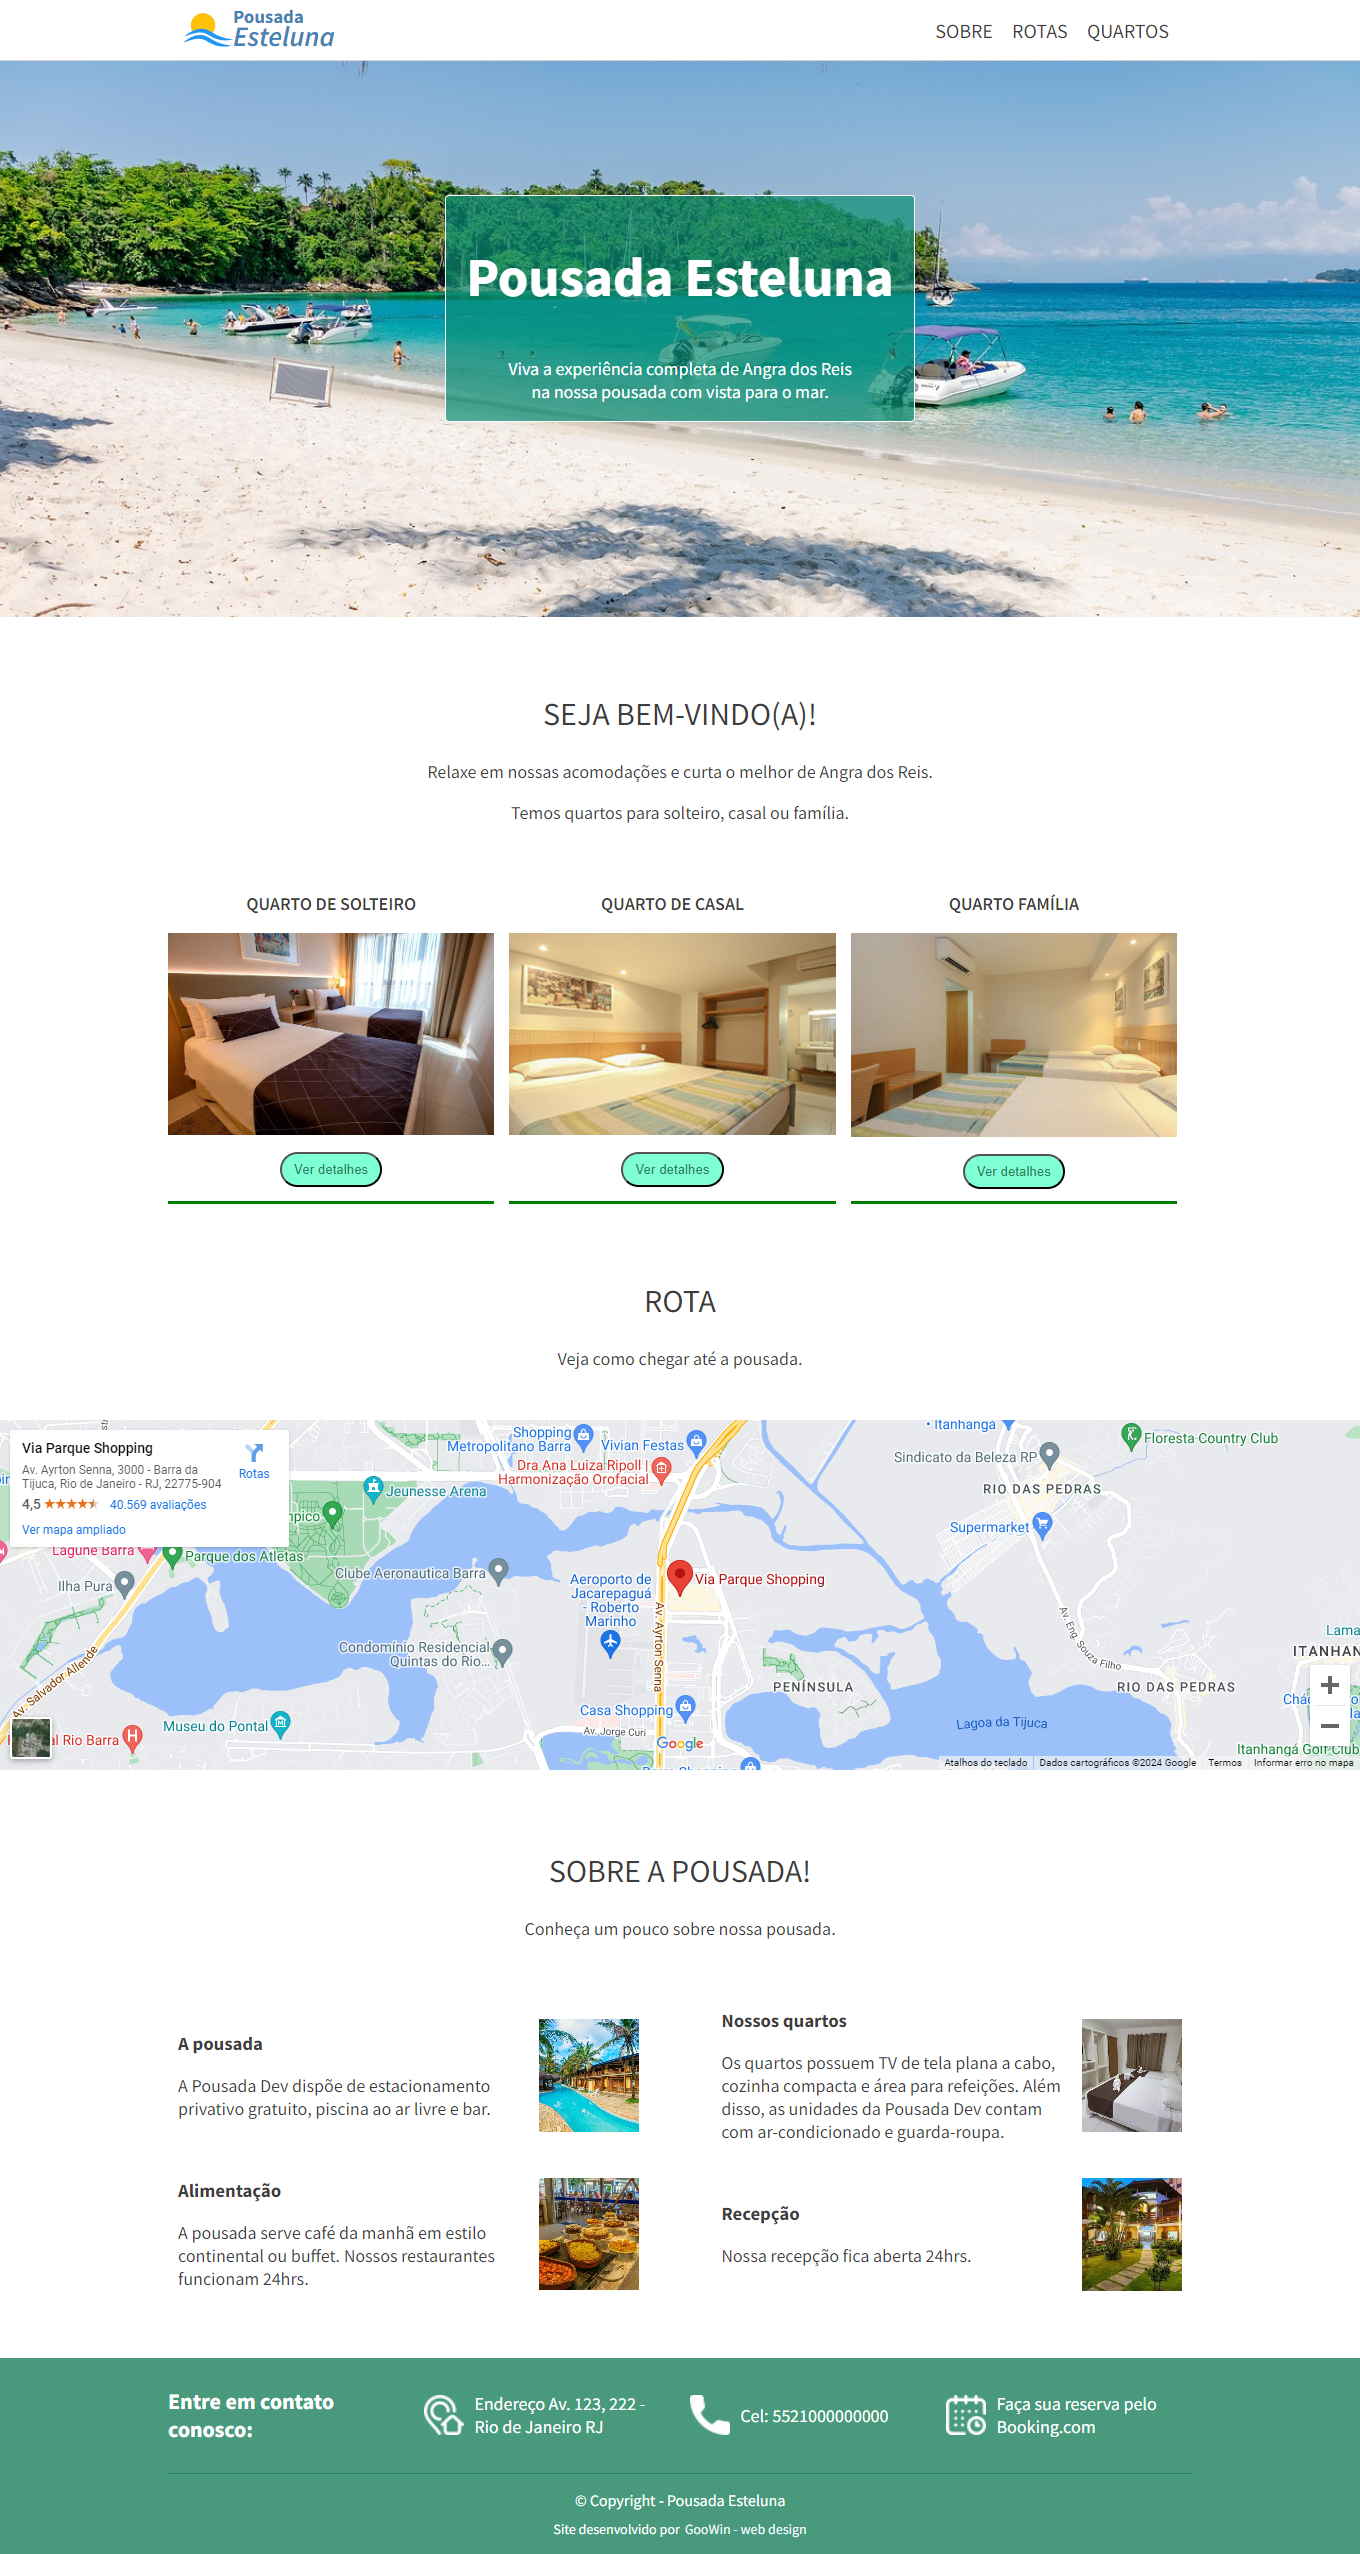 Pousada
Esteluna
SOBRE ROTAS QUARTOS
Pousada Esteluna
Viva a experiência completa de Angra dos Reis
na nossa pousada com vista para o mar.
SEJA BEM-VINDO(A)!
Relaxe em nossas acomodações e curta o melhor de Angra dos Reis.
Temos quartos para solteiro, casal ou família.
QUARTO DE SOLTEIRO
QUARTO DE CASAL
QUARTO FAMÍLIA
Ver detalhes
Ver detalhes
Ver detalhes
ROTA
Veja como chegar até a pousada.
Via Parque Shopping
Av. Ayrton Senna, 3000 - Barra da
Tijuca, Rio de Janeiro - RJ, 22775-904
Rotas
4,5
40.569 avaliações
Ver mapa ampliado
Lagune Barra
Parque dos Atletas
Ilha Pura
Av. Salvador Allende
Museu do Pontal
al Rio Barra
Jeunesse Arena
Clube Aeronautica Barra
Condomínio Residencial
Quintas do Rio...
Shopping
Metropolitano Barra
Vivian Festas
Dra Ana Luiza Ripoll |
Harmonização Orofacial
Aeroporto de
Jacarepaguá
- Roberto
Marinho
Via Parque Shopping
Av. Ayrton Senna
Casa Shopping
Av. Jorge Curi
Google
PENÍNSULA
Itanhangá
Sindicato da Beleza RP
Floresta Country Club
RIO DAS PEDRAS
Supermarket
Av. Eng. Souza Filho
RIO DAS PEDRAS
Lagoa da Tijuca
Lama
ITANHAN
Itanhangá Golf Club
Atalhos do teclado
Dados cartográficos ©2024 Google
Termos
Informar erro no mapa
SOBRE A POUSADA!
Conheça um pouco sobre nossa pousada.
A pousada
A Pousada Dev dispõe de estacionamento
privativo gratuito, piscina ao ar livre e bar.
Nossos quartos
Os quartos possuem TV de tela plana a cabo,
cozinha compacta e área para refeições. Além
disso, as unidades da Pousada Dev contam
com ar-condicionado e guarda-roupa.
Alimentação
A pousada serve café da manhã em estilo
continental ou buffet. Nossos restaurantes
funcionam 24hrs.
Recepção
Nossa recepção fica aberta 24hrs.
Entre em contato
conosco:
Endereço Av. 123, 222 -
Rio de Janeiro RJ
Cel: 5521000000000
Faça sua reserva pelo
Booking.com
© Copyright - Pousada Esteluna
Site desenvolvido por GooWin - web design